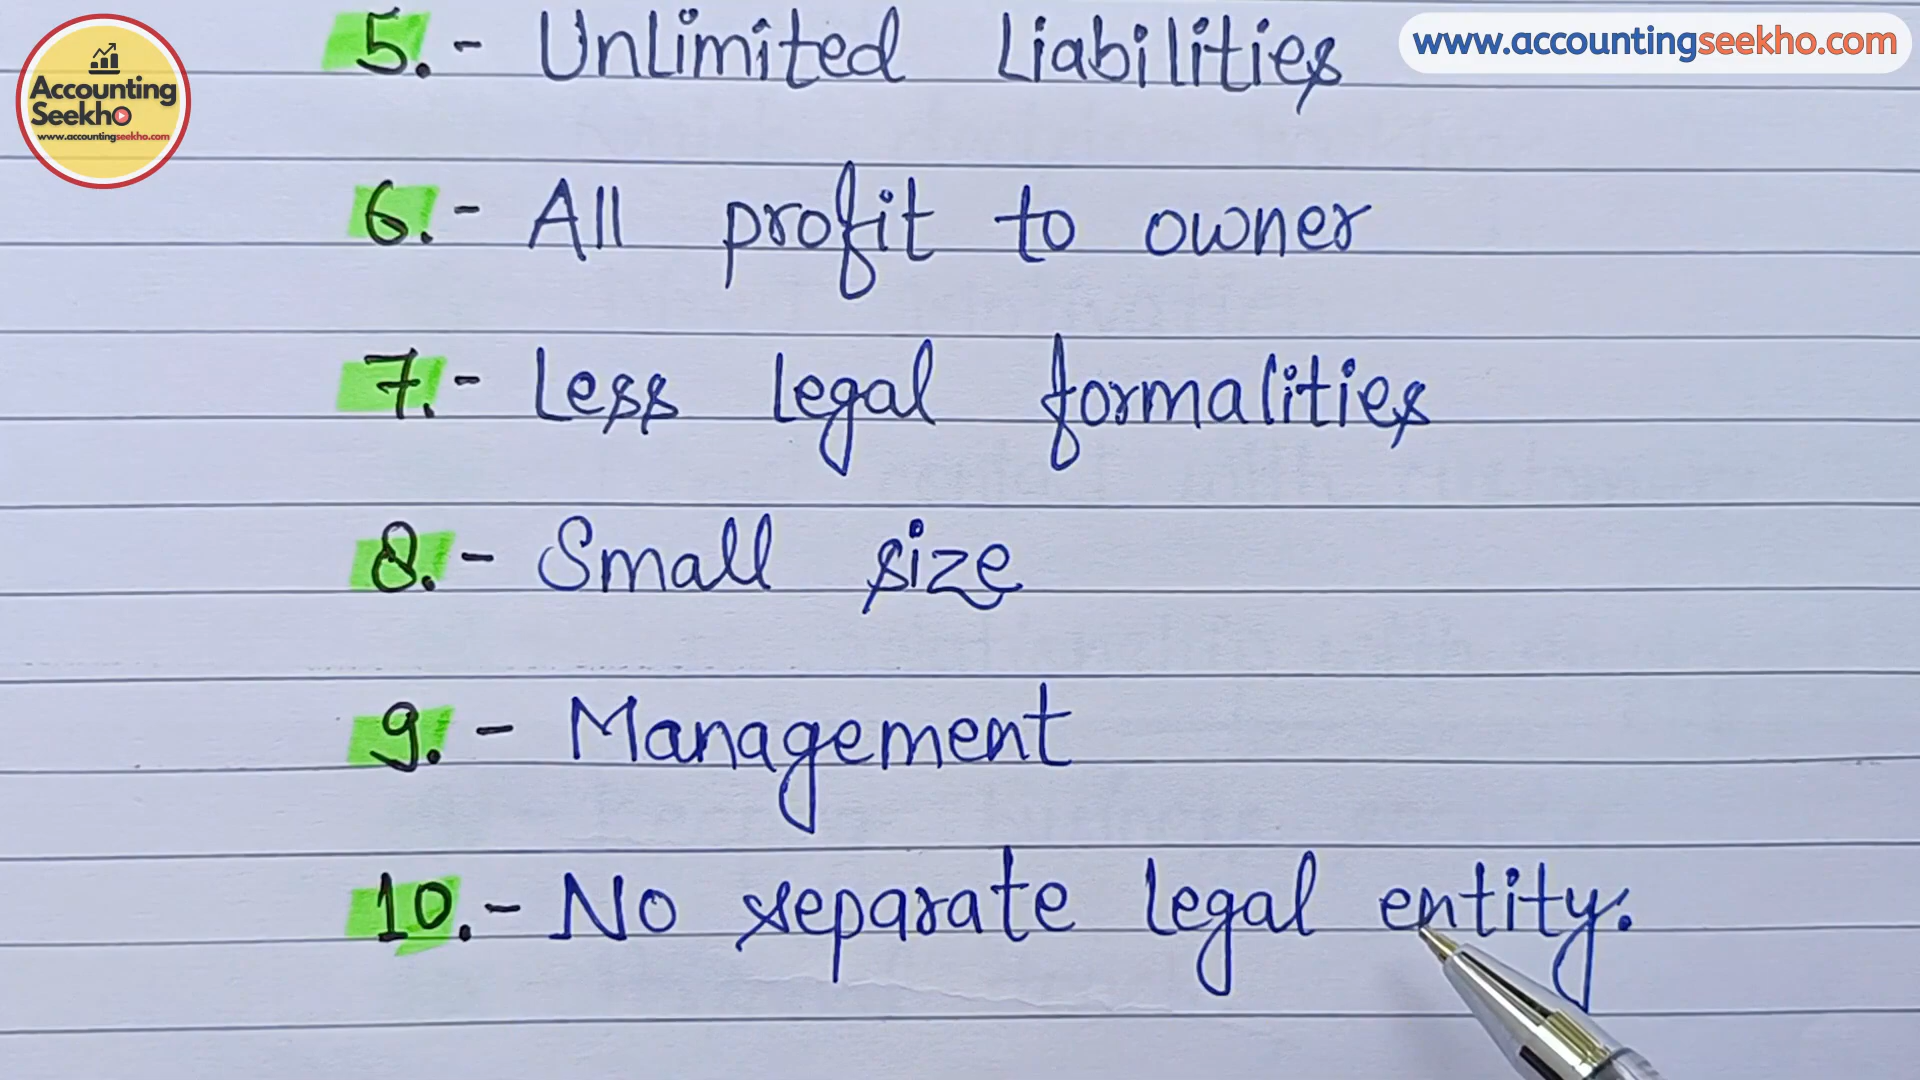 Accounting
Seekho
www.accountingseekho.com
www.accountingseekho.com
5.- Unlimited Liabilities
6.- All profit to owner
7.- Less legal formalities
8.- Small size
9.- Management
10.- No separate legal entity.